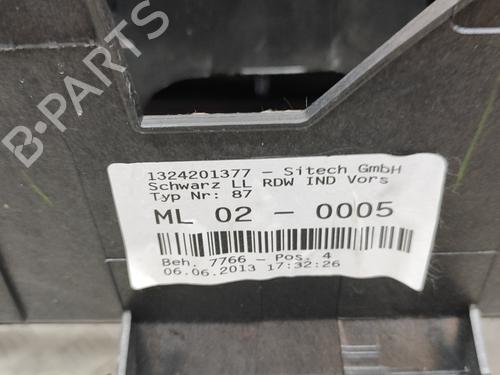 B-PARTS
1324201377 - Sitech GmbH
Schwarz LL RDW IND Vors
Typ Nr: 87
ML 02 - 0005
Beh. 7766 - Pos. 4
06.06.2013 17:32:26